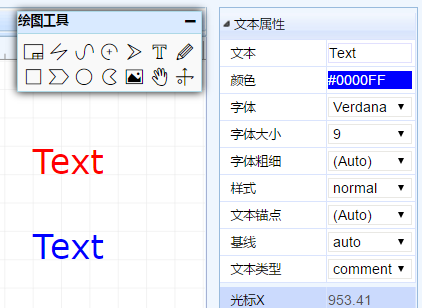 绘图工具
Text
Text
文本属性
文本 Text
颜色 #0000FF
字体 Verdana
字体大小 9
字体粗细 (Auto)
样式 normal
文本锚点 (Auto)
基线 auto
文本类型 comment
光标X 953.41